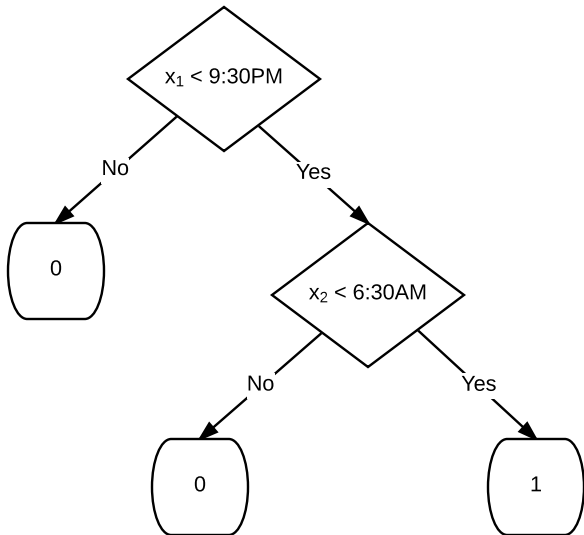 x₁ < 9:30PM
No
Yes
0
x₂ < 6:30AM
No
Yes
0
1